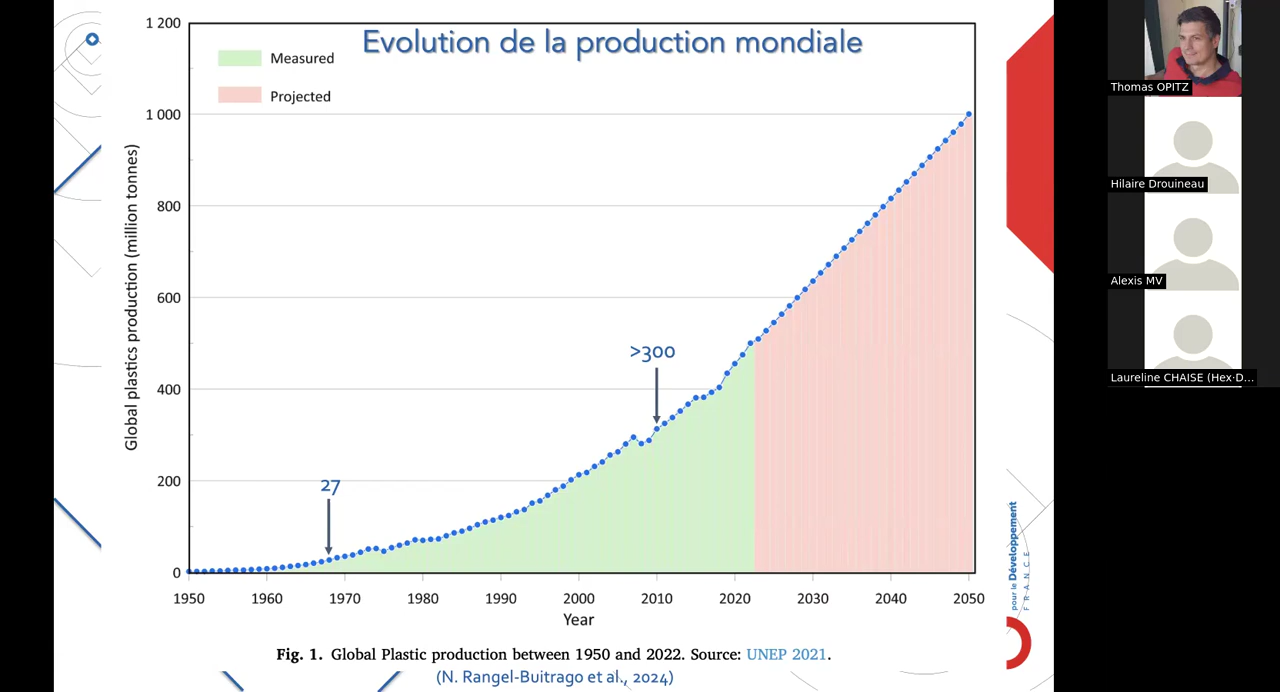 Evolution de la production mondiale
Measured
Projected
1 200
1 000
800
600
400
200
0
Global plastics production (million tonnes)
27
>300
1950 1960 1970 1980 1990 2000 2010 2020 2030 2040 2050
Year
Fig. 1. Global Plastic production between 1950 and 2022. Source: UNEP 2021.
(N. Rangel-Buitrago et al., 2024)
pour le Développement
FRANCE
Thomas OPITZ
Hilaire Drouineau
Alexis MV
Laureline CHAISE (Hex·D...